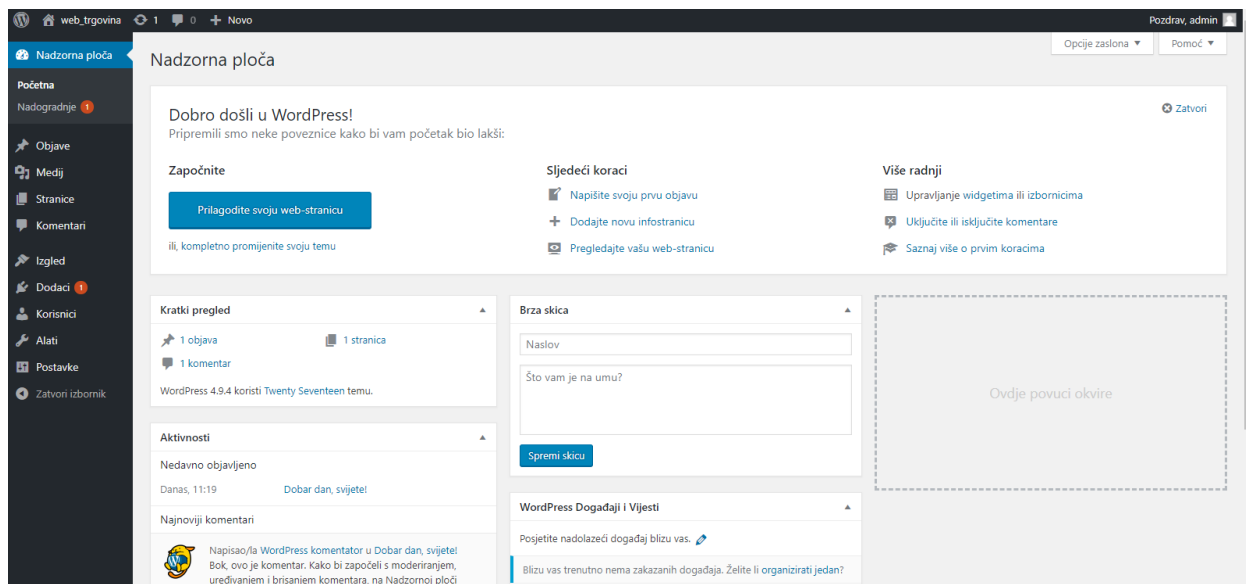 web_trgovina 1 0 Novo Pozdrav, admin
Nadzorna ploča
Početna
Nadogradnje 1
Objave
Medij
Stranice
Komentari
Izgled
Dodaci 1
Korisnici
Alati
Postavke
Zatvori izbornik
Opcije zaslona Pomoć
Nadzorna ploča
Dobro došli u WordPress!
Zatvori
Pripremili smo neke poveznice kako bi vam početak bio lakši:
Započnite
Prilagodite svoju web-stranicu
ili, kompletno promijenite svoju temu
Sljedeći koraci
Napišite svoju prvu objavu
Dodajte novu infostranicu
Pregledajte vašu web-stranicu
Više radnji
Upravljanje widgetima ili izbornicima
Uključite ili isključite komentare
Saznaj više o prvim koracima
Kratki pregled
1 objava 1 stranica
1 komentar
WordPress 4.9.4 koristi Twenty Seventeen temu.
Aktivnosti
Nedavno objavljeno
Danas, 11:19 Dobar dan, svijete!
Najnoviji komentari
Napisao/la WordPress komentator u Dobar dan, svijete!
Bok, ovo je komentar. Kako bi započeli s moderiranjem,
uređivanjem i brisanjem komentara, na Nadzornoj ploči
Brza skica
Naslov
Što vam je na umu?
Spremi skicu
WordPress Događaji i Vijesti
Posjetite nadolazeći događaj blizu vas.
Blizu vas trenutno nema zakazanih događaja. Želite li organizirati jedan?
Ovdje povuci okvire